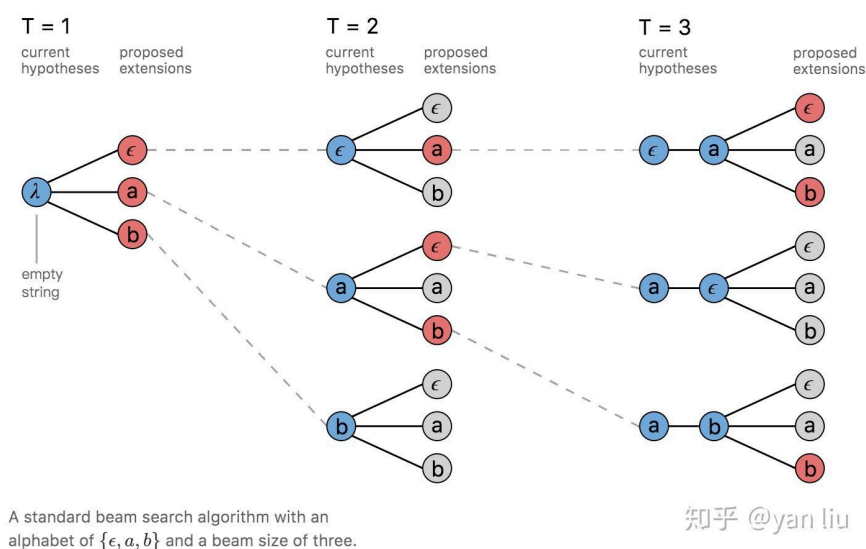 T = 1
current hypotheses
proposed extensions
T = 2
current hypotheses
proposed extensions
T = 3
current hypotheses
proposed extensions
λ
ϵ
a
b
empty string
ϵ
ϵ
a
b
a
ϵ
a
b
b
ϵ
a
b
ϵ a
ϵ
a
b
a ϵ
ϵ
a
b
a b
ϵ
a
b
A standard beam search algorithm with an
alphabet of {ϵ, a, b} and a beam size of three.
知乎 @yan liu